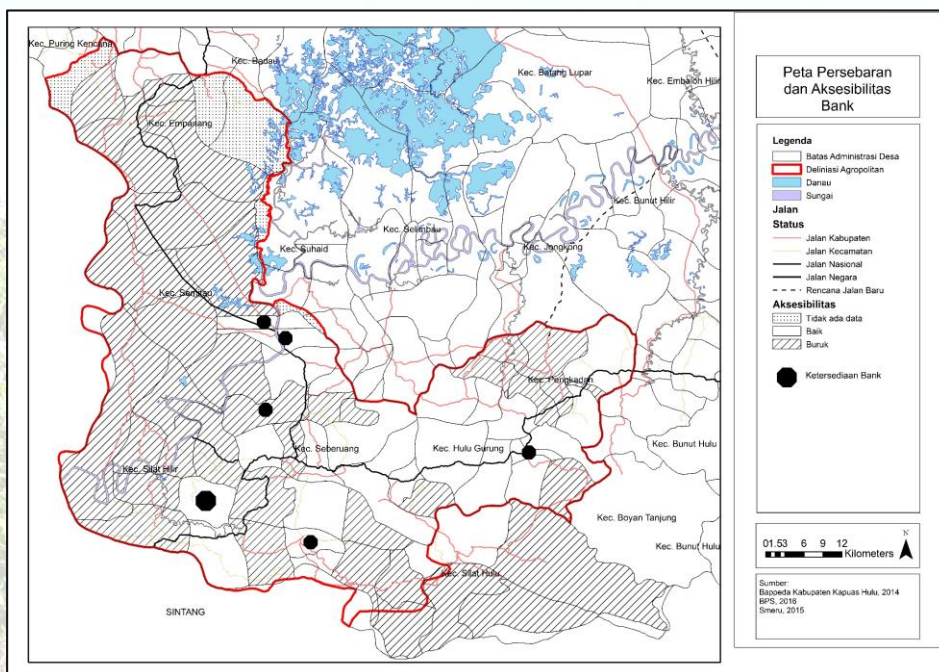 Kec. Puring Kencana
Kec. Badau
Kec. Batang Lupar
Kec. Embaloh Hilir
Kec. Empanang
Kec. Bunut Hilir
Kec. Selimbau
Kec. Suhaid
Kec. Jongkong
Kec. Semitau
Kec. Pengkadan
Kec. Seberuang
Kec. Hulu Gurung
Kec. Bunut Hulu
Kec. Silat Hilir
Kec. Boyan Tanjung
Kec. Bunut Hulu
Kec. Silat Hulu
SINTANG
Peta Persebaran
dan Aksesibilitas
Bank
Legenda
Batas Administrasi Desa
Deliniasi Agropolitan
Danau
Sungai
Jalan
Status
Jalan Kabupaten
Jalan Kecamatan
Jalan Nasional
Jalan Negara
Rencana Jalan Baru
Aksesibilitas
Tidak ada data
Baik
Buruk
Ketersediaan Bank
N
01.53 6 9 12
Kilometers
Sumber:
Bappeda Kabupaten Kapuas Hulu, 2014
BPS, 2016
Smeru, 2015